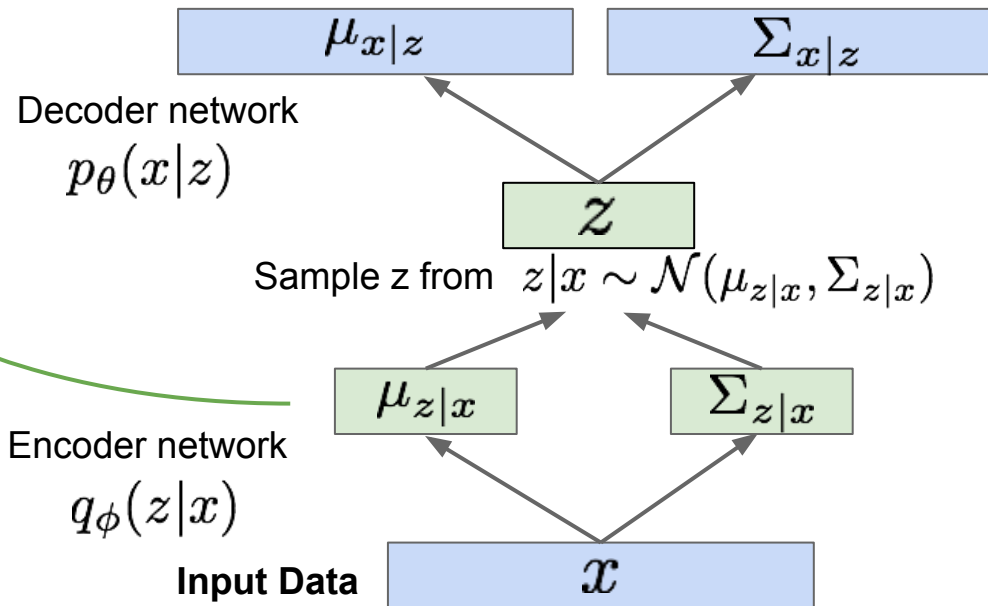 μ_{x|z} Σ_{x|z}
Decoder network
p_θ(x|z)
z
Sample z from z|x ∼ 𝒩(μ_{z|x}, Σ_{z|x})
μ_{z|x} Σ_{z|x}
Encoder network
q_ϕ(z|x)
Input Data x